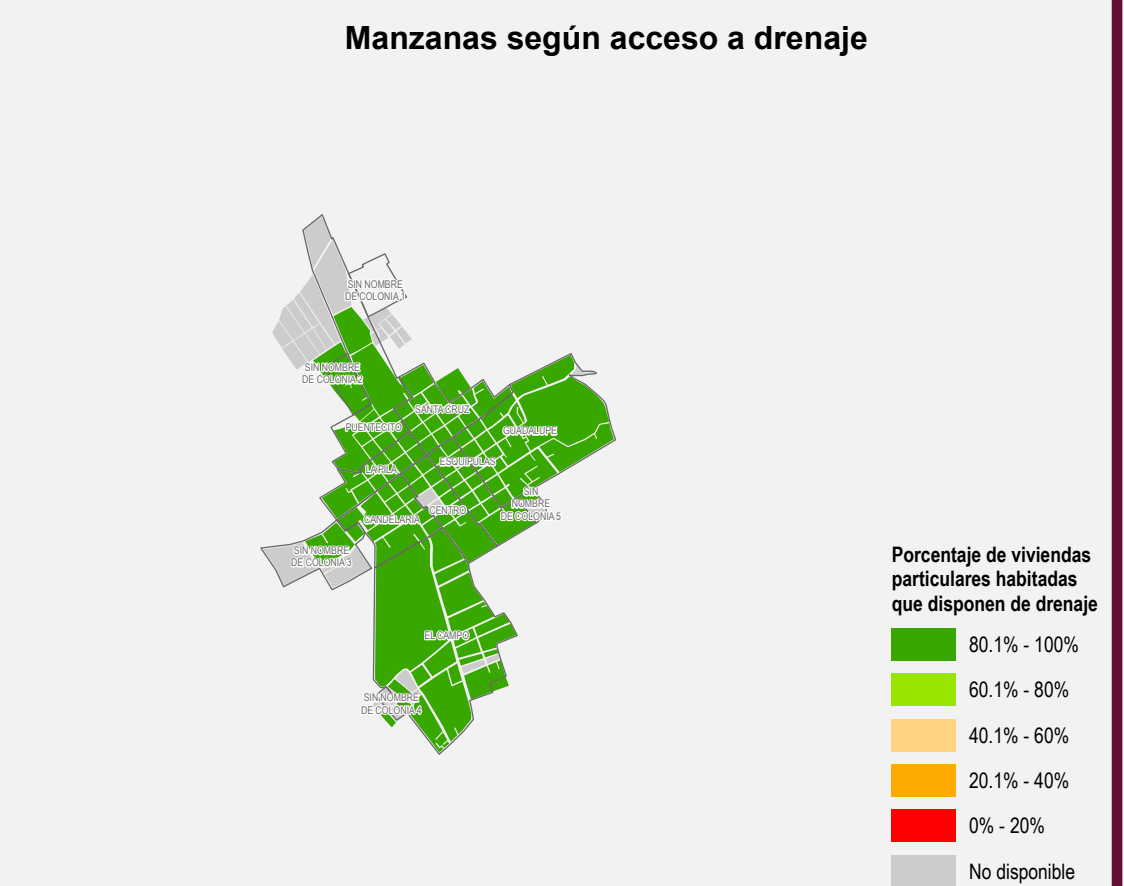 Manzanas según acceso a drenaje
SIN NOMBRE
DE COLONIA 1
SIN NOMBRE
DE COLONIA 2
SANTA CRUZ
PUENTECITO
GUADALUPE
LA PILA
ESQUIPULAS
SIN
NOMBRE
DE COLONIA 5
CENTRO
CANDELARIA
SIN NOMBRE
DE COLONIA 3
EL CAMPO
SIN NOMBRE
DE COLONIA 4
Porcentaje de viviendas
particulares habitadas
que disponen de drenaje
80.1% - 100%
60.1% - 80%
40.1% - 60%
20.1% - 40%
0% - 20%
No disponible